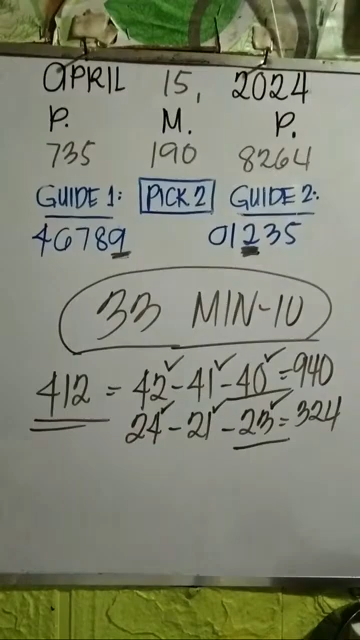 APRIL 15, 2024
P. M. P.
735 190 8264
GUIDE 1: PICK 2 GUIDE 2:
46789 01235
33 MIN-10
412 = 42✓-41✓-40✓=940
24✓-21✓-23✓=324